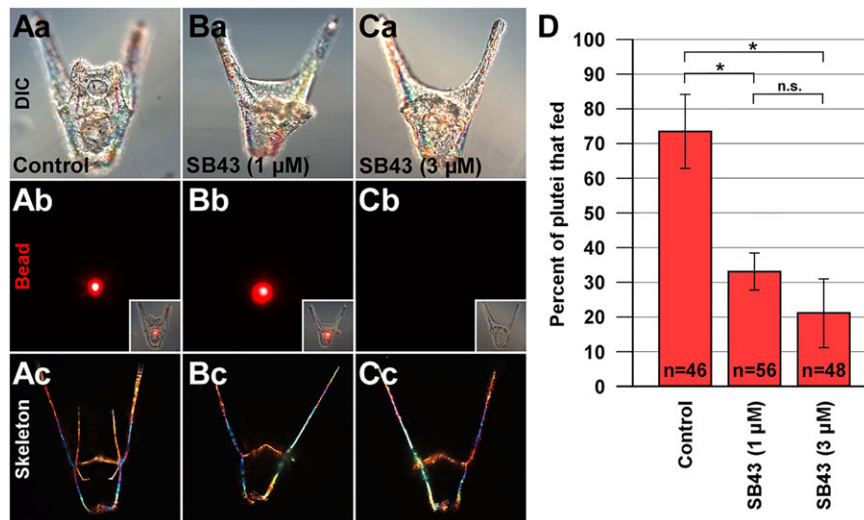 Aa
Ba
Ca
D
DIC
Control
SB43 (1 µM)
SB43 (3 µM)
Ab
Bb
Cb
Bead
Ac
Bc
Cc
Skeleton
Percent of plutei that fed
100
90
80
70
60
50
40
30
20
10
0
*
*
n.s.
n=46
n=56
n=48
Control
SB43 (1 µM)
SB43 (3 µM)